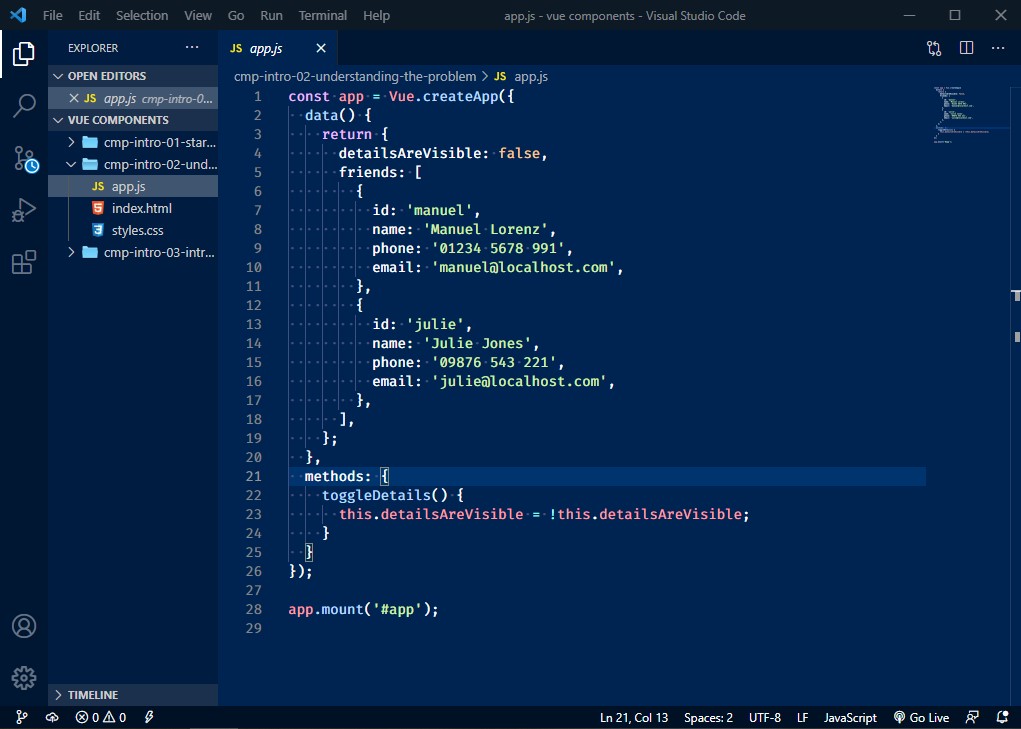 File Edit Selection View Go Run Terminal Help app.js - vue components - Visual Studio Code
EXPLORER ···
JS app.js
OPEN EDITORS
JS app.js cmp-intro-0...
VUE COMPONENTS
cmp-intro-01-star...
cmp-intro-02-und...
JS app.js
index.html
styles.css
cmp-intro-03-intr...
TIMELINE
cmp-intro-02-understanding-the-problem > JS app.js
1 const app = Vue.createApp({
2 data() {
3 return {
4 detailsAreVisible: false,
5 friends: [
6 {
7 id: 'manuel',
8 name: 'Manuel Lorenz',
9 phone: '01234 5678 991',
10 email: 'manuel@localhost.com',
11 },
12 {
13 id: 'julie',
14 name: 'Julie Jones',
15 phone: '09876 543 221',
16 email: 'julie@localhost.com',
17 },
18 ],
19 };
20 },
21 methods: {
22 toggleDetails() {
23 this.detailsAreVisible = !this.detailsAreVisible;
24 }
25 }
26 });
27
28 app.mount('#app');
29
0 0 Ln 21, Col 13 Spaces: 2 UTF-8 LF JavaScript Go Live